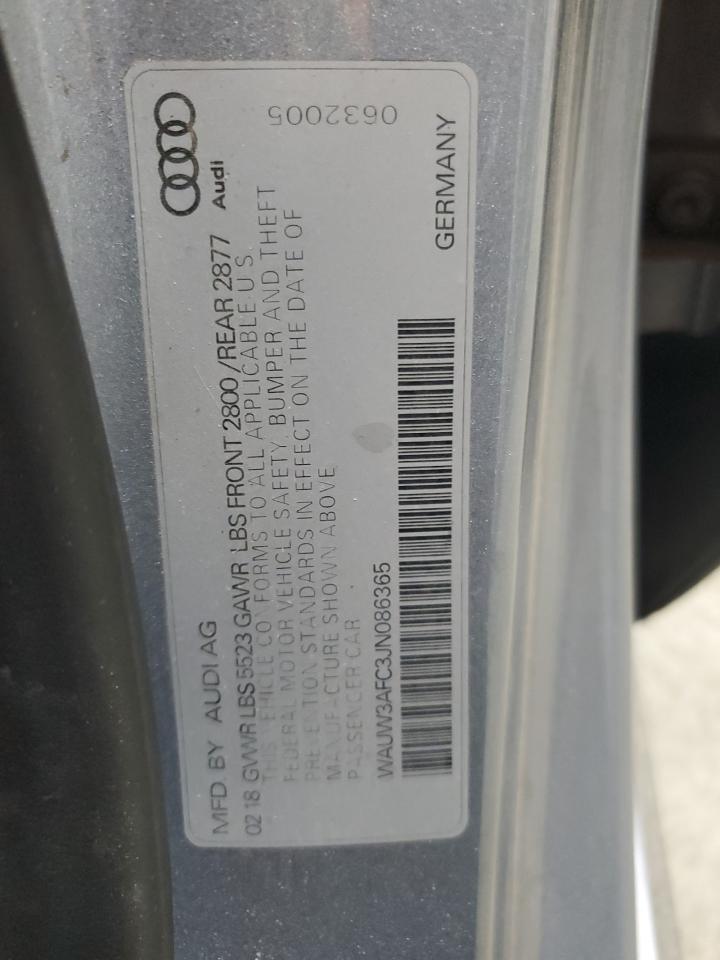 MFD. BY AUDI AG
02 18 GVWR LBS 5523 GAWR LBS FRONT 2800 / REAR 2877
Audi
THIS VEHICLE CONFORMS TO ALL APPLICABLE U.S.
FEDERAL MOTOR VEHICLE SAFETY, BUMPER AND THEFT
PREVENTION STANDARDS IN EFFECT ON THE DATE OF
MANUFACTURE SHOWN ABOVE
PASSENGER CAR
0632005
WAUW3AFC3JN086365
GERMANY